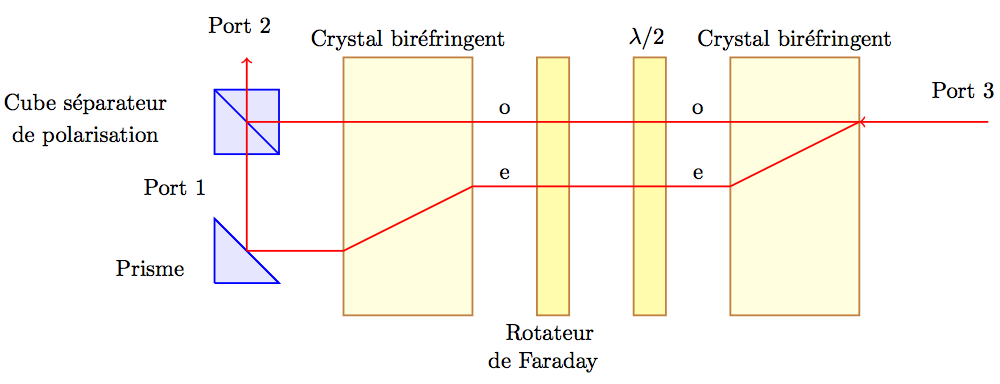 Port 2
Crystal biréfringent
λ/2
Crystal biréfringent
Cube séparateur
de polarisation
o
o
Port 3
Port 1
e
e
Prisme
Rotateur
de Faraday